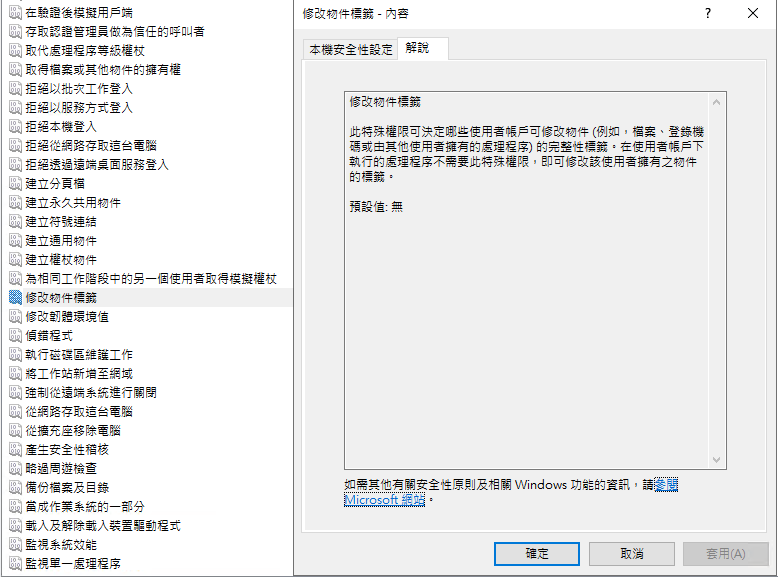 在驗證後模擬用戶端
存取認證管理員做為信任的呼叫者
取代處理程序等級權杖
取得檔案或其他物件的擁有權
拒絕以批次工作登入
拒絕以服務方式登入
拒絕本機登入
拒絕從網路存取這台電腦
拒絕透過遠端桌面服務登入
建立分頁檔
建立永久共用物件
建立符號連結
建立通用物件
建立權杖物件
為相同工作階段中的另一個使用者取得模擬權杖
修改物件標籤
修改韌體環境值
偵錯程式
執行磁碟區維護工作
將工作站新增至網域
強制從遠端系統進行關閉
從網路存取這台電腦
從擴充座移除電腦
產生安全性稽核
略過周遊檢查
備份檔案及目錄
當成作業系統的一部分
載入及解除載入裝置驅動程式
監視系統效能
監視單一處理程序
修改物件標籤 - 內容
?
本機安全性設定 解說
修改物件標籤
此特殊權限可決定哪些使用者帳戶可修改物件 (例如，檔案、登錄機
碼或由其他使用者擁有的處理程序) 的完整性標籤。在使用者帳戶下
執行的處理程序不需要此特殊權限，即可修改該使用者擁有之物件
的標籤。
預設值: 無
如需其他有關安全性原則及相關 Windows 功能的資訊，請參閱
Microsoft 網站。
確定 取消 套用(A)